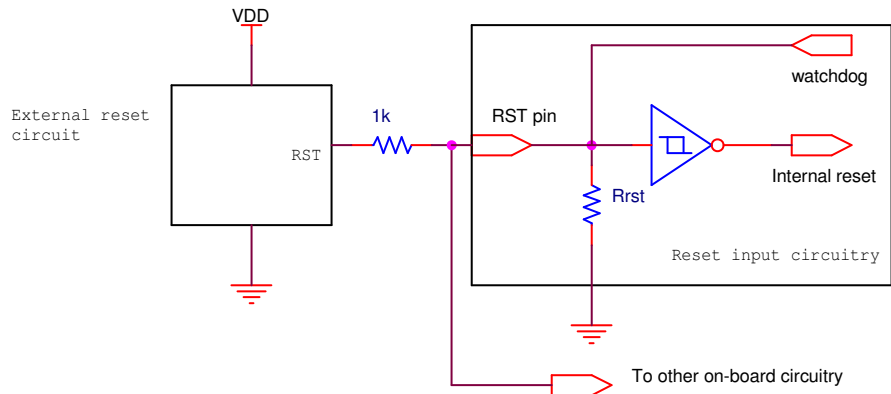 VDD
External reset
circuit
1k
RST
RST pin
watchdog
Internal reset
Rrst
Reset input circuitry
To other on-board circuitry